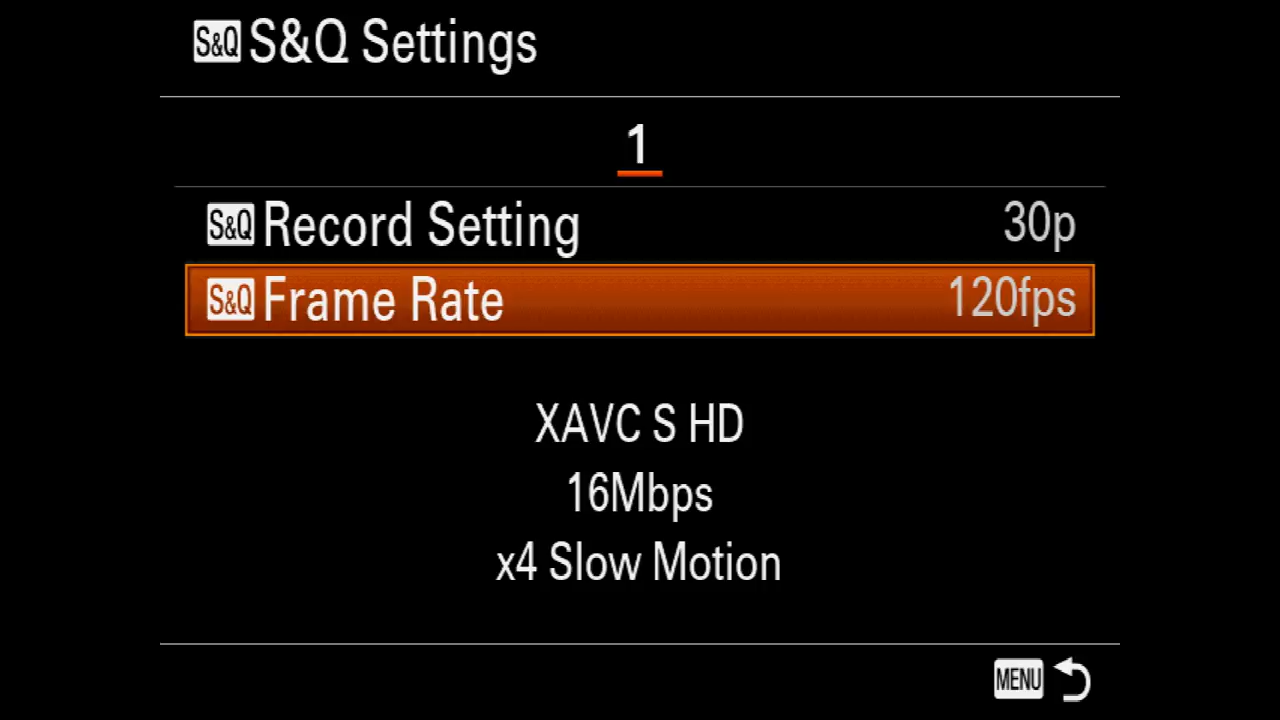 S&Q S&Q Settings
1
S&Q Record Setting 30p
S&Q Frame Rate 120fps
XAVC S HD
16Mbps
x4 Slow Motion
MENU